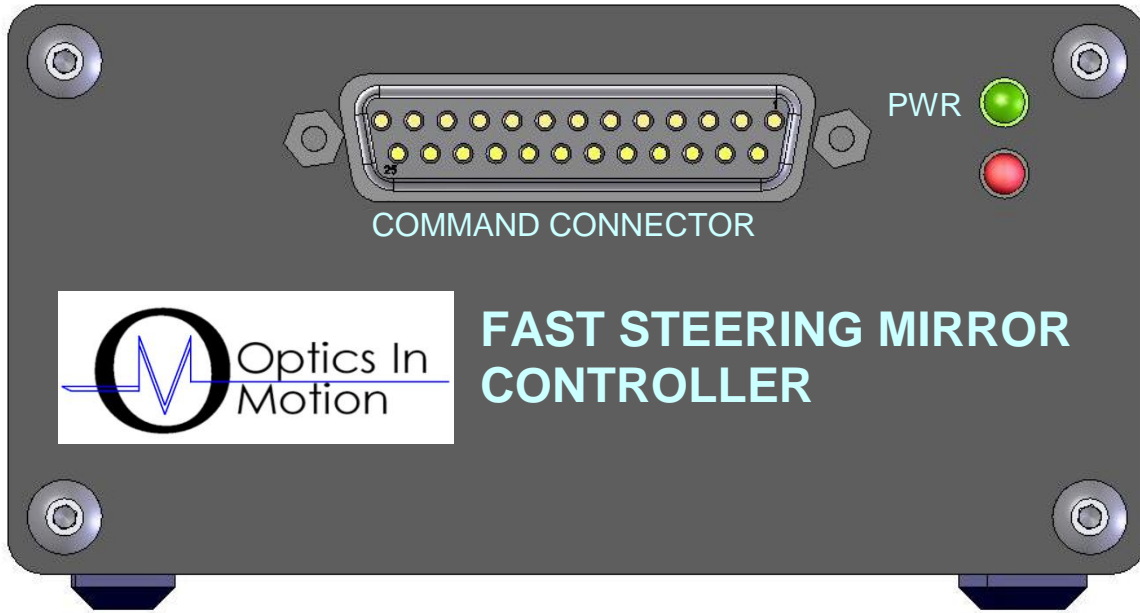 1
PWR
25
COMMAND CONNECTOR
Optics In
Motion
FAST STEERING MIRROR
CONTROLLER